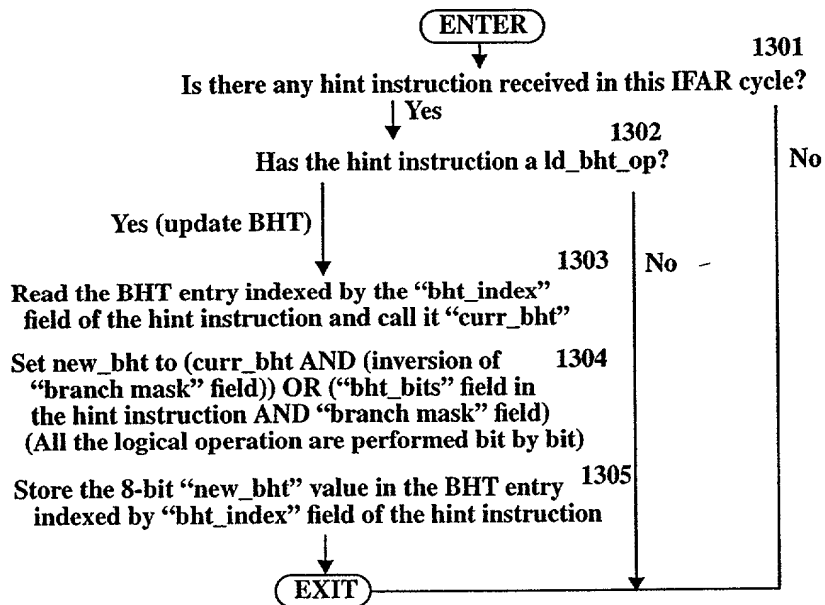 ENTER
1301
Is there any hint instruction received in this IFAR cycle?
Yes
1302
No
Has the hint instruction a ld_bht_op?
Yes (update BHT)
1303
No
Read the BHT entry indexed by the “bht_index”
field of the hint instruction and call it “curr_bht”
Set new_bht to (curr_bht AND (inversion of 1304
“branch mask” field)) OR (“bht_bits” field in
the hint instruction AND “branch mask” field)
(All the logical operation are performed bit by bit)
Store the 8-bit “new_bht” value in the BHT entry 1305
indexed by “bht_index” field of the hint instruction
EXIT